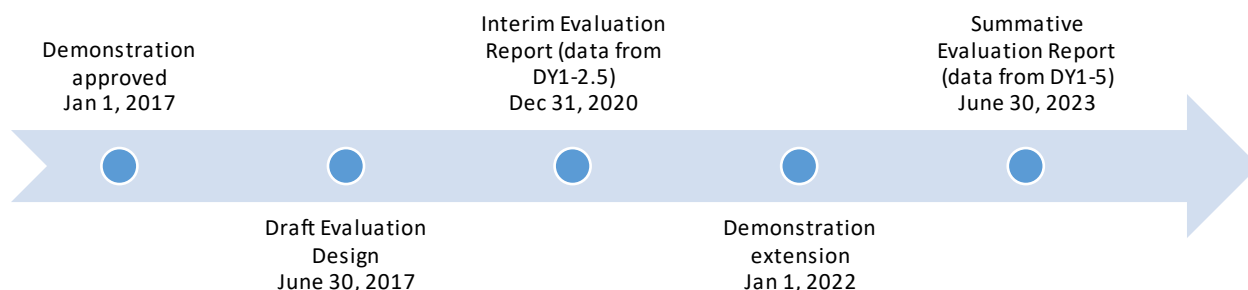 Demonstration
approved
Jan 1, 2017
Draft Evaluation
Design
June 30, 2017
Interim Evaluation
Report (data from
DY1-2.5)
Dec 31, 2020
Demonstration
extension
Jan 1, 2022
Summative
Evaluation Report
(data from DY1-5)
June 30, 2023